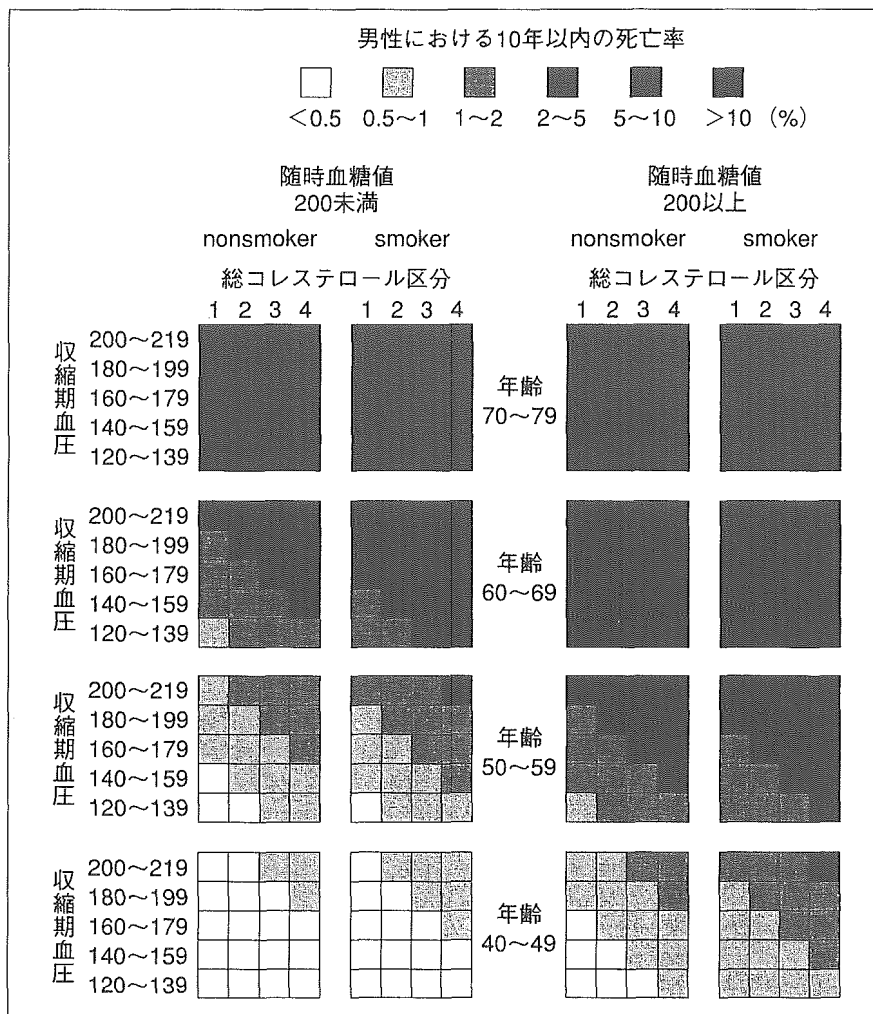 男性における10年以内の死亡率
<0.5 0.5～1 1～2 2～5 5～10 >10 (%)
随時血糖値
200未満
随時血糖値
200以上
nonsmoker smoker nonsmoker smoker
総コレステロール区分 総コレステロール区分
1 2 3 4 1 2 3 4 1 2 3 4 1 2 3 4
収縮期血圧
200～219
180～199
160～179
140～159
120～139
年齢
70～79
収縮期血圧
200～219
180～199
160～179
140～159
120～139
年齢
60～69
収縮期血圧
200～219
180～199
160～179
140～159
120～139
年齢
50～59
収縮期血圧
200～219
180～199
160～179
140～159
120～139
年齢
40～49